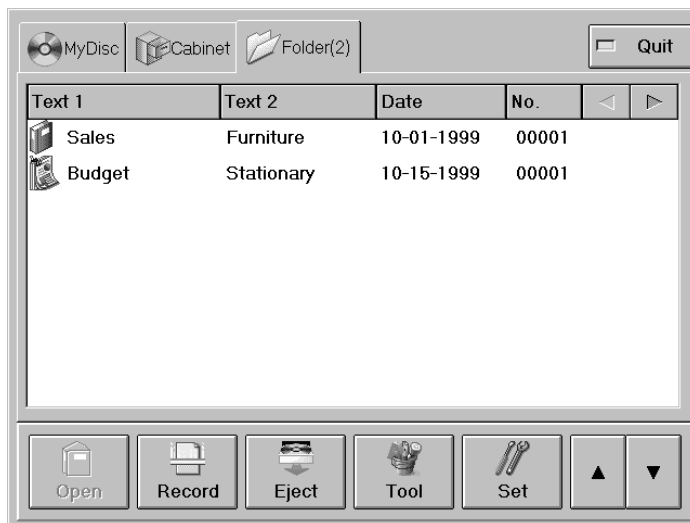 MyDisc Cabinet Folder(2) Quit
Text 1 Text 2 Date No.
Sales Furniture 10-01-1999 00001
Budget Stationary 10-15-1999 00001
Open Record Eject Tool Set